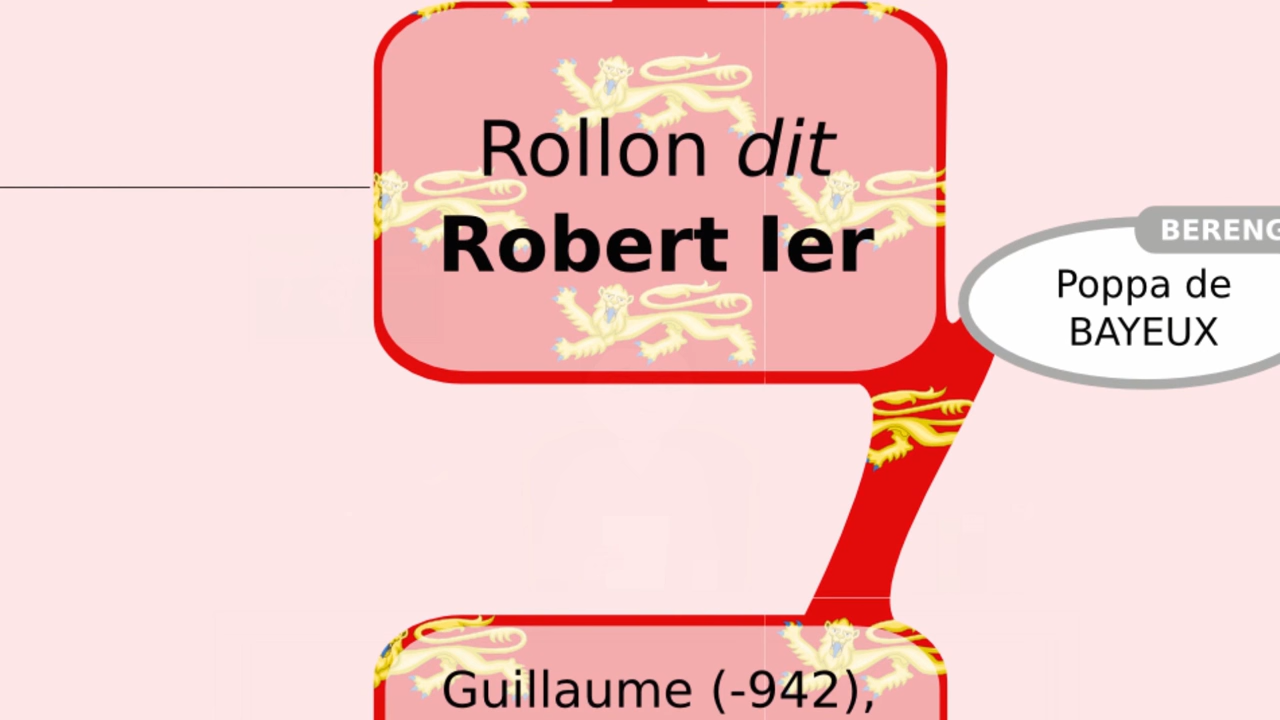 Rollon dit
Robert Ier
Poppa de
BAYEUX
Guillaume (-942),